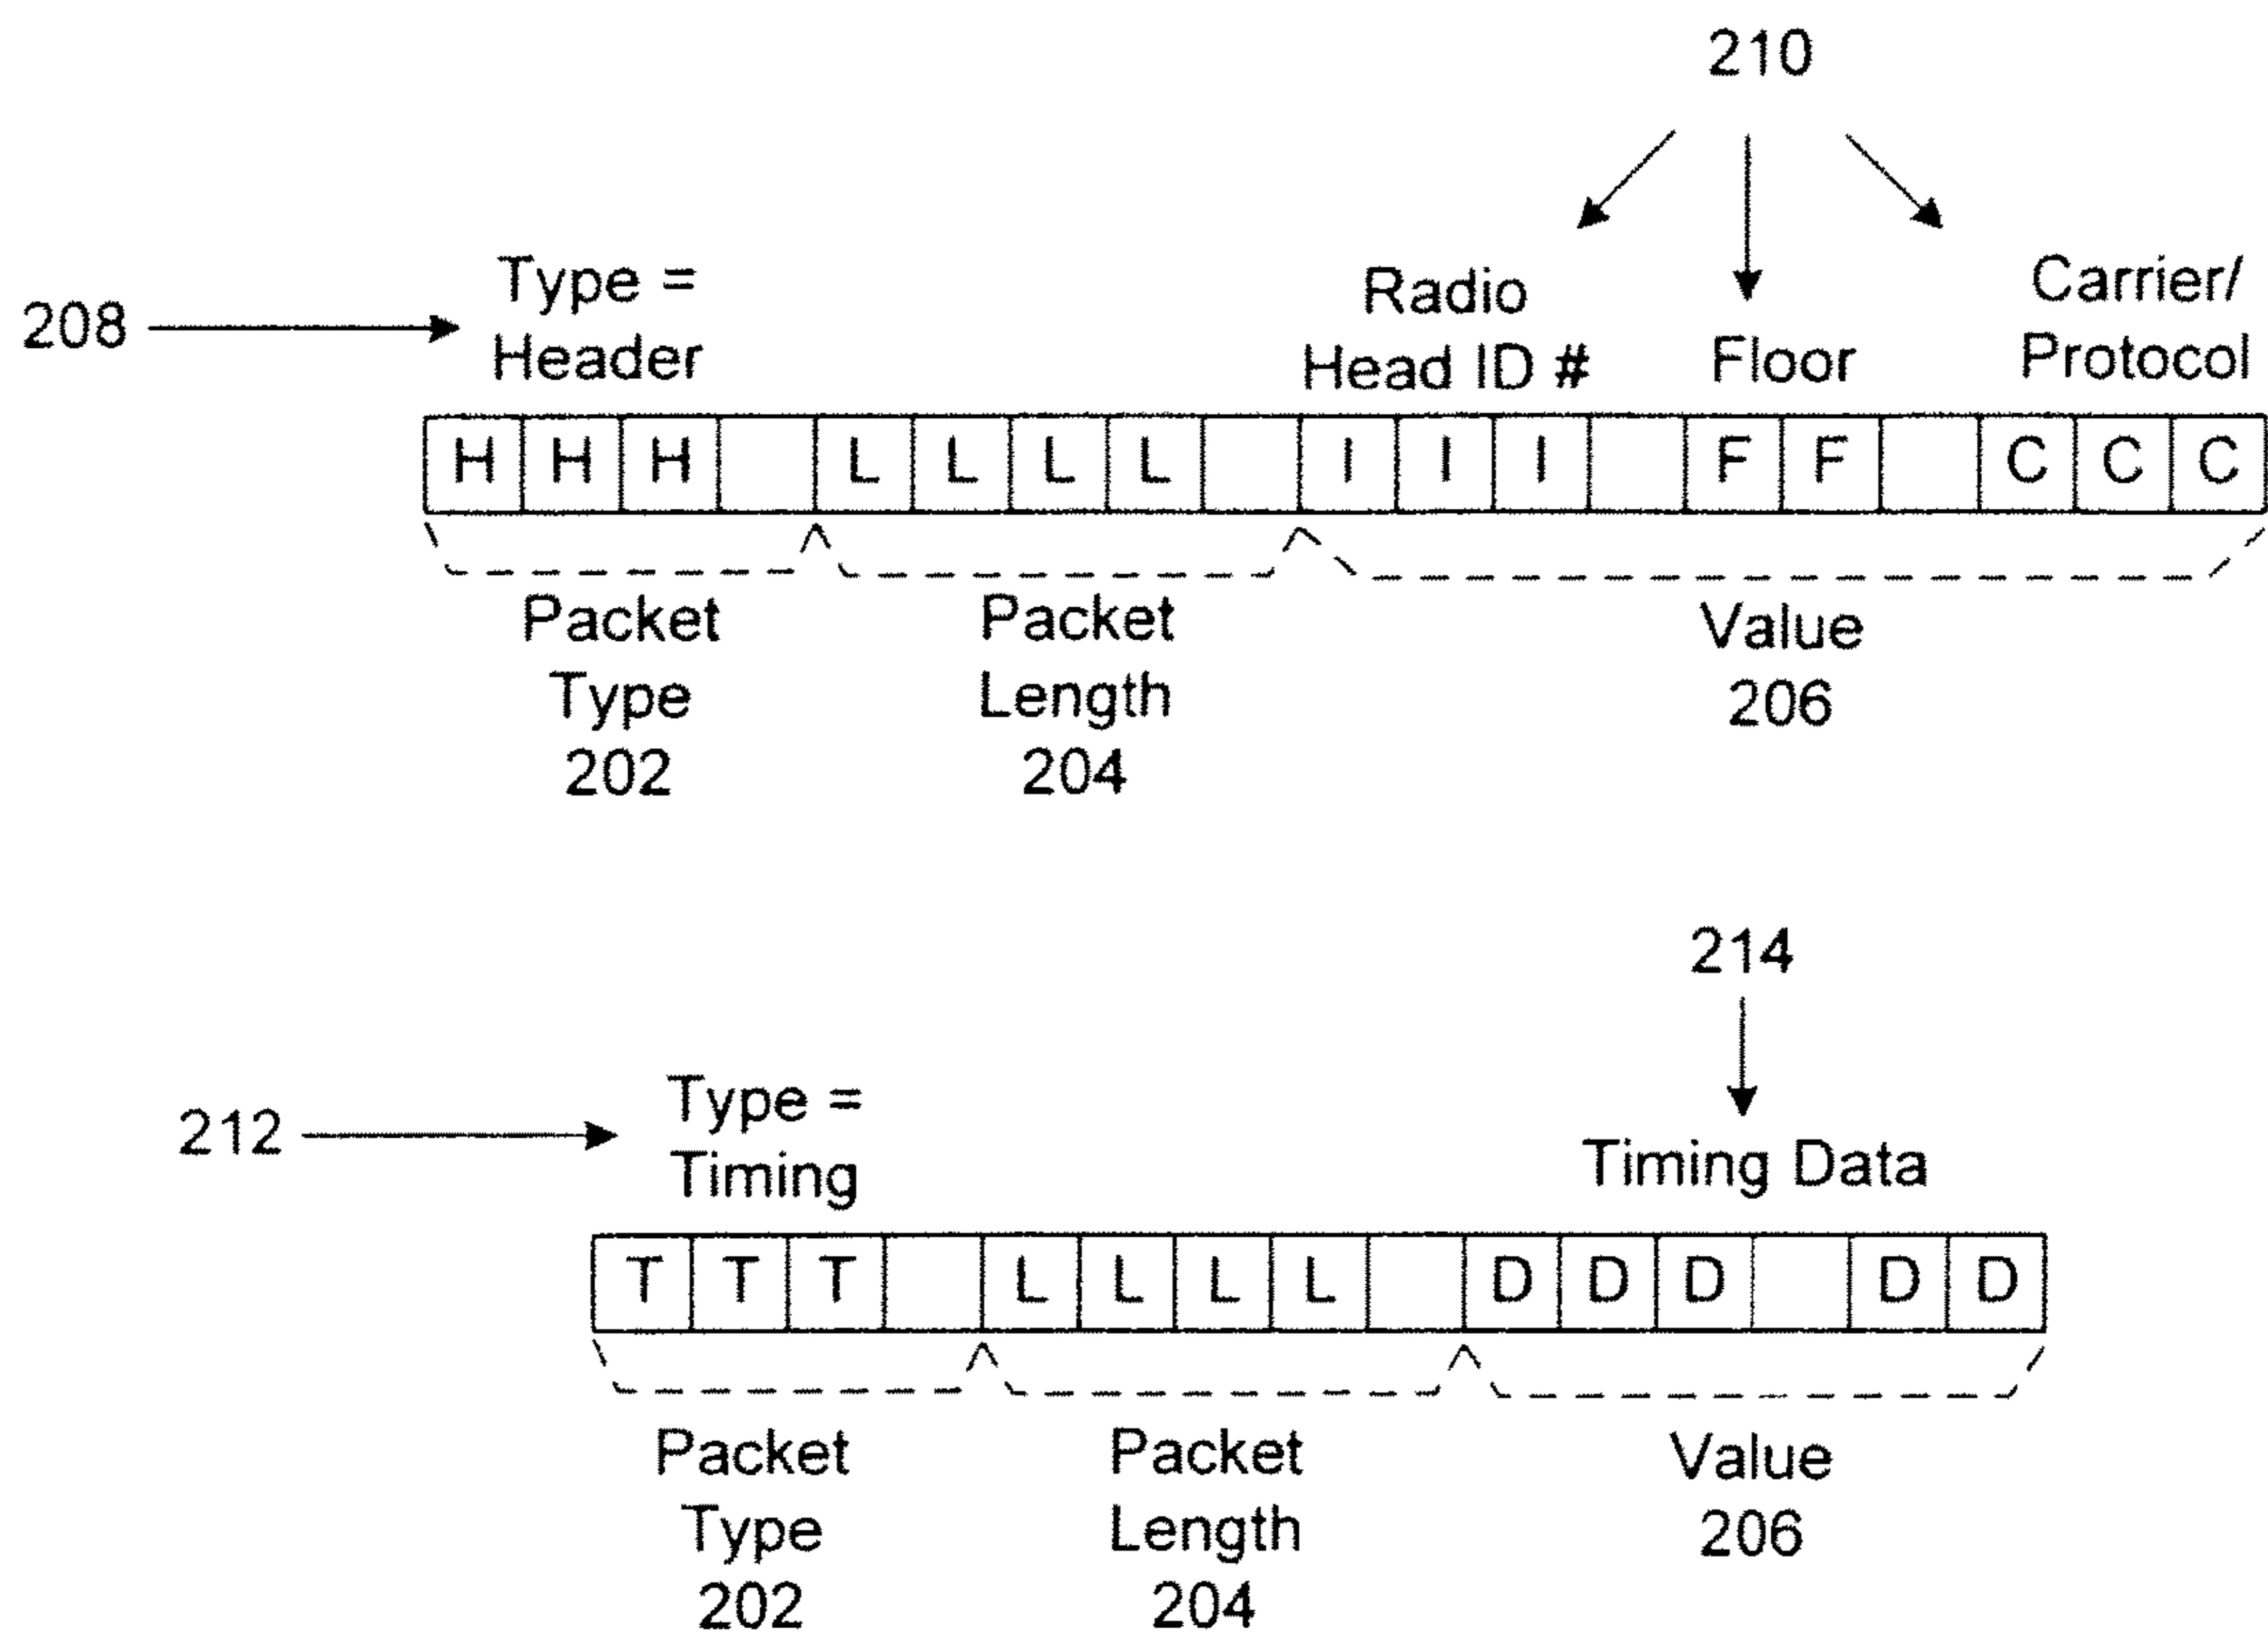 210
208
Type =
Header
Radio
Head ID #
Floor
Carrier/
Protocol
H H H L L L L I I I F F C C C
Packet
Type
202
Packet
Length
204
Value
206
214
212
Type =
Timing
Timing Data
T T T L L L L D D D D D
Packet
Type
202
Packet
Length
204
Value
206